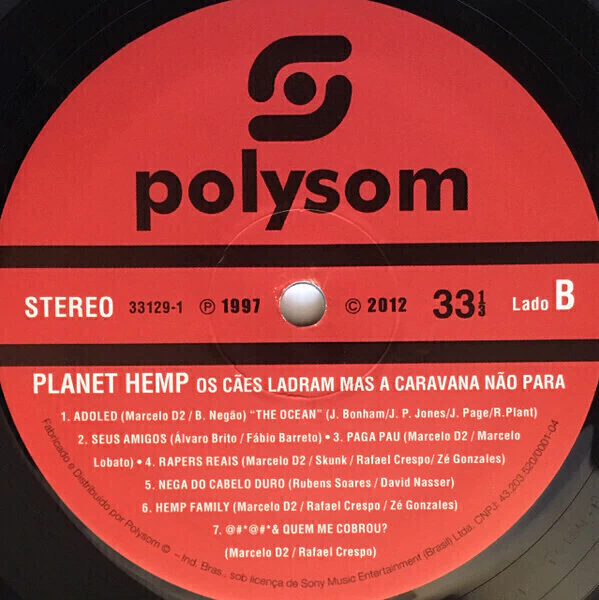 polysom
STEREO 33129-1 ℗ 1997 © 2012 33 1/3 Lado B
PLANET HEMP OS CÃES LADRAM MAS A CARAVANA NÃO PARA
1. ADOLED (Marcelo D2 / B. Negão) "THE OCEAN" (J. Bonham/J. P. Jones/J. Page/R.Plant)
2. SEUS AMIGOS (Álvaro Brito / Fábio Barreto) • 3. PAGA PAU (Marcelo D2 / Marcelo
Lobato) • 4. RAPERS REAIS (Marcelo D2 / Skunk / Rafael Crespo/ Zé Gonzales)
5. NEGA DO CABELO DURO (Rubens Soares / David Nasser)
6. HEMP FAMILY (Marcelo D2 / Rafael Crespo / Zé Gonzales)
7. @#*@#*& QUEM ME COBROU?
(Marcelo D2 / Rafael Crespo)
Fabricado e Distribuído por Polysom © – Ind. Bras., sob licença de Sony Music Entertainment (Brasil) Ltda. CNPJ: 43.203.520/0001-04